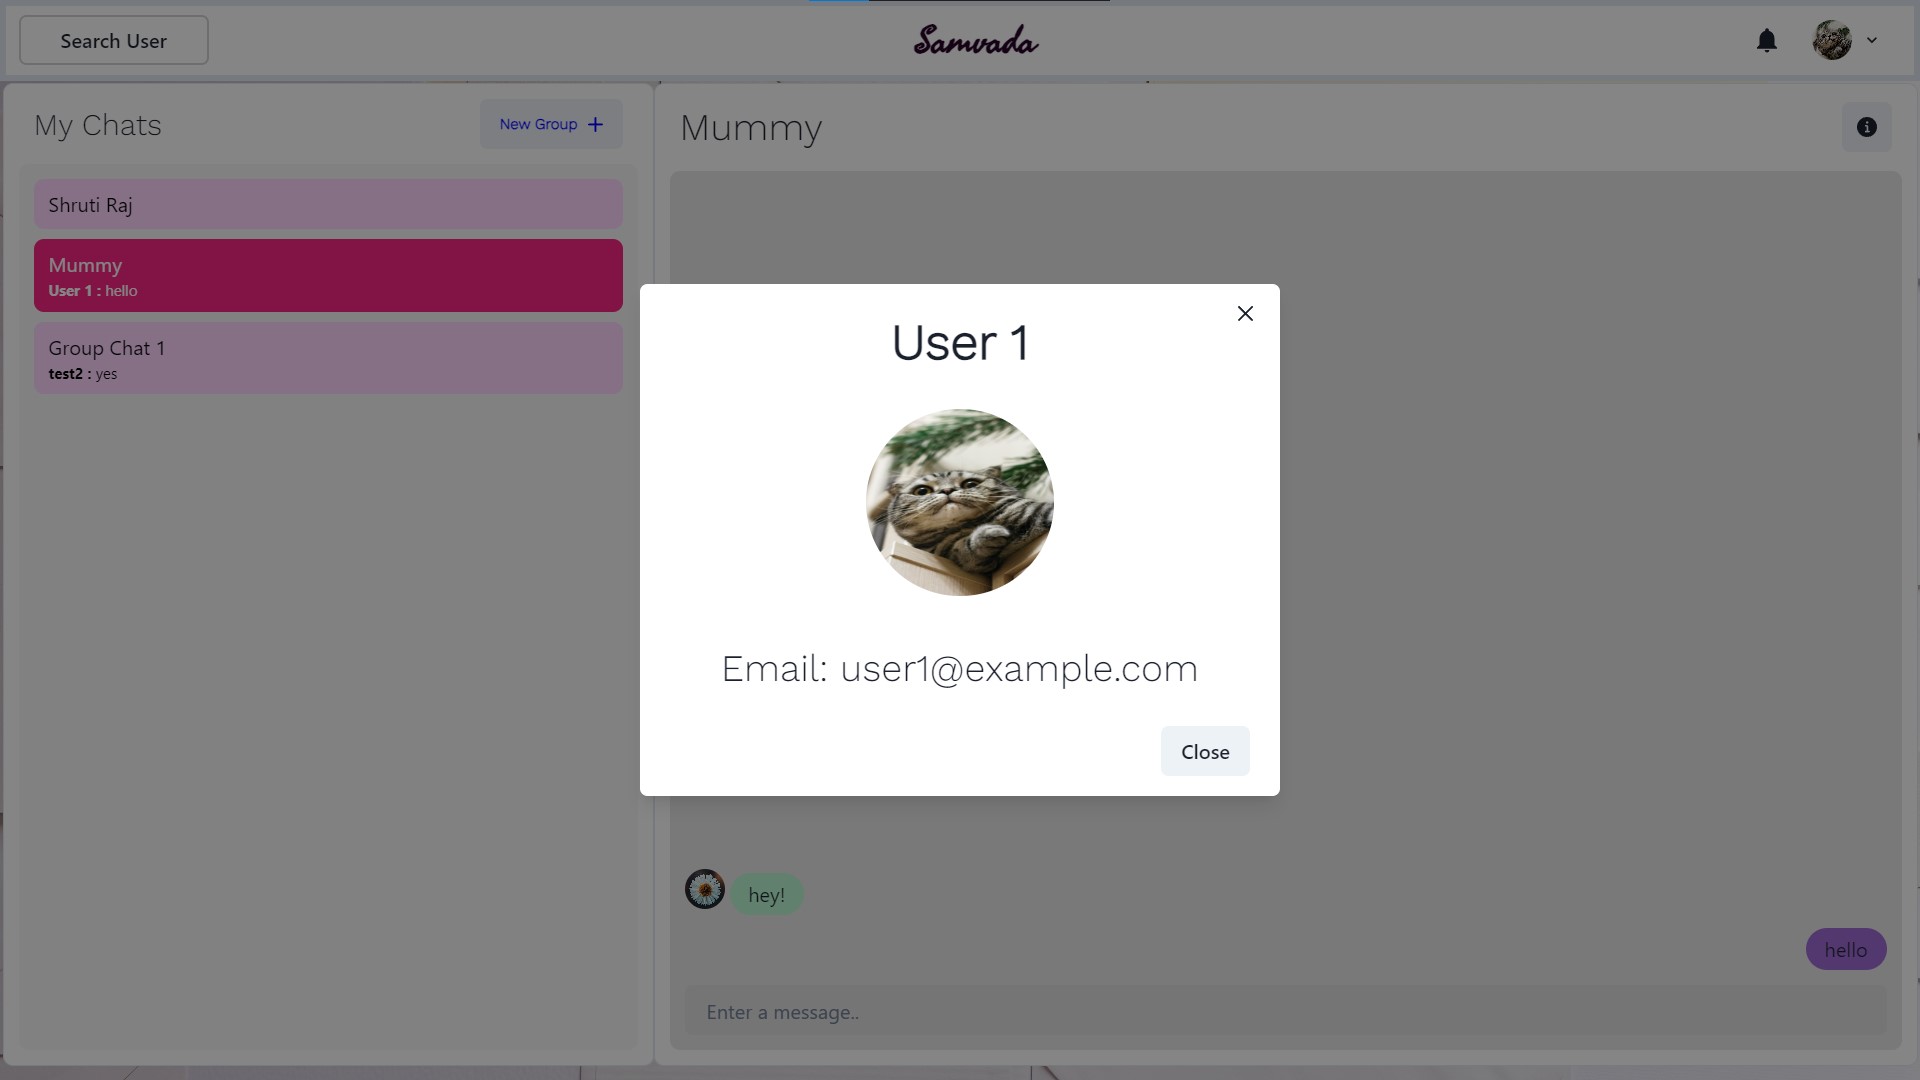 Search User
Samvada
My Chats
New Group +
Shruti Raj
Mummy
User 1 : hello
Group Chat 1
test2 : yes
Mummy
User 1
Email: user1@example.com
Close
hey!
hello
Enter a message..